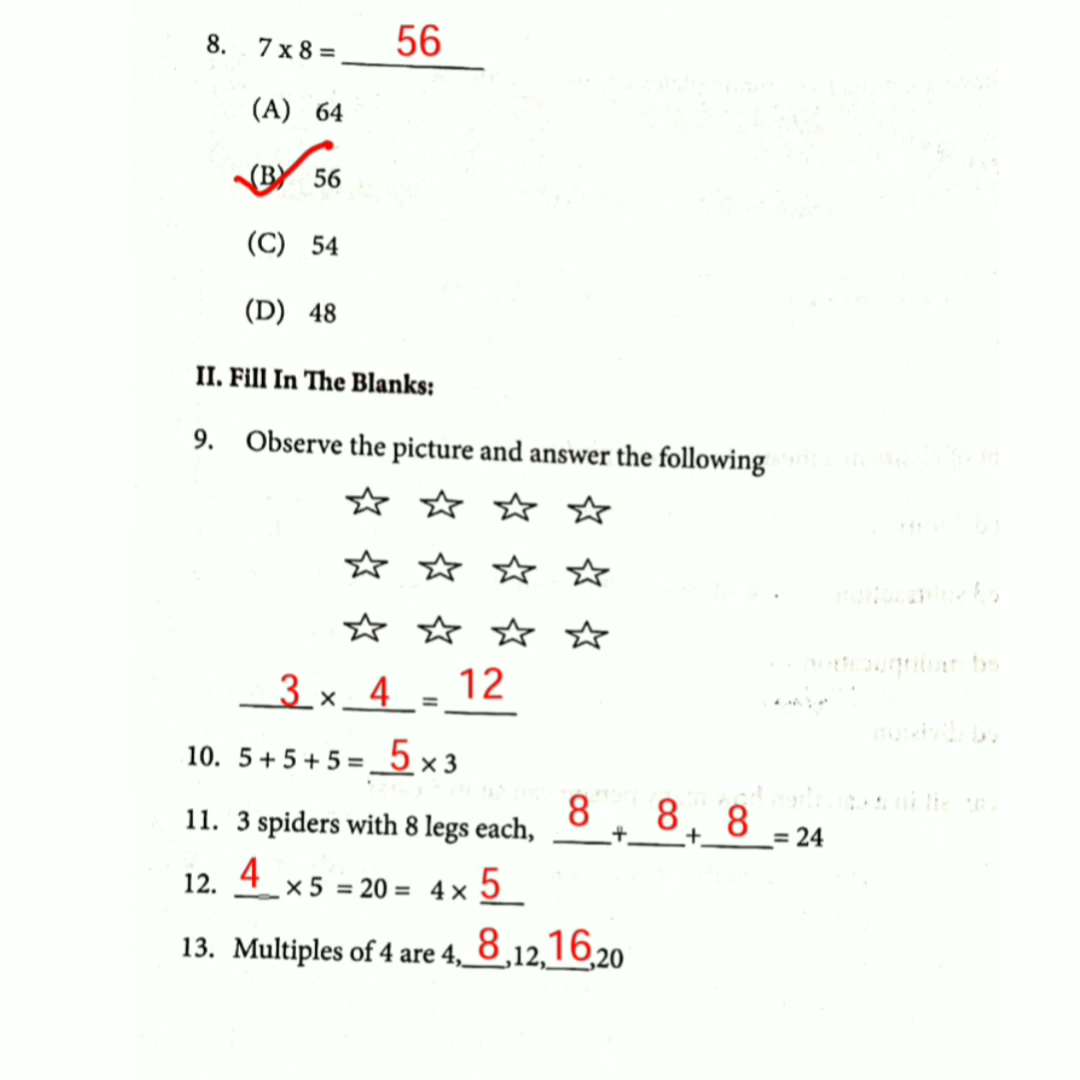 8. 7 x 8 = 56
(A) 64
(B) 56
(C) 54
(D) 48
II. Fill In The Blanks:
9. Observe the picture and answer the following
3 × 4 = 12
10. 5 + 5 + 5 = 5 × 3
11. 3 spiders with 8 legs each, 8 + 8 + 8 = 24
12. 4 × 5 = 20 = 4 × 5
13. Multiples of 4 are 4, 8 ,12, 16 ,20